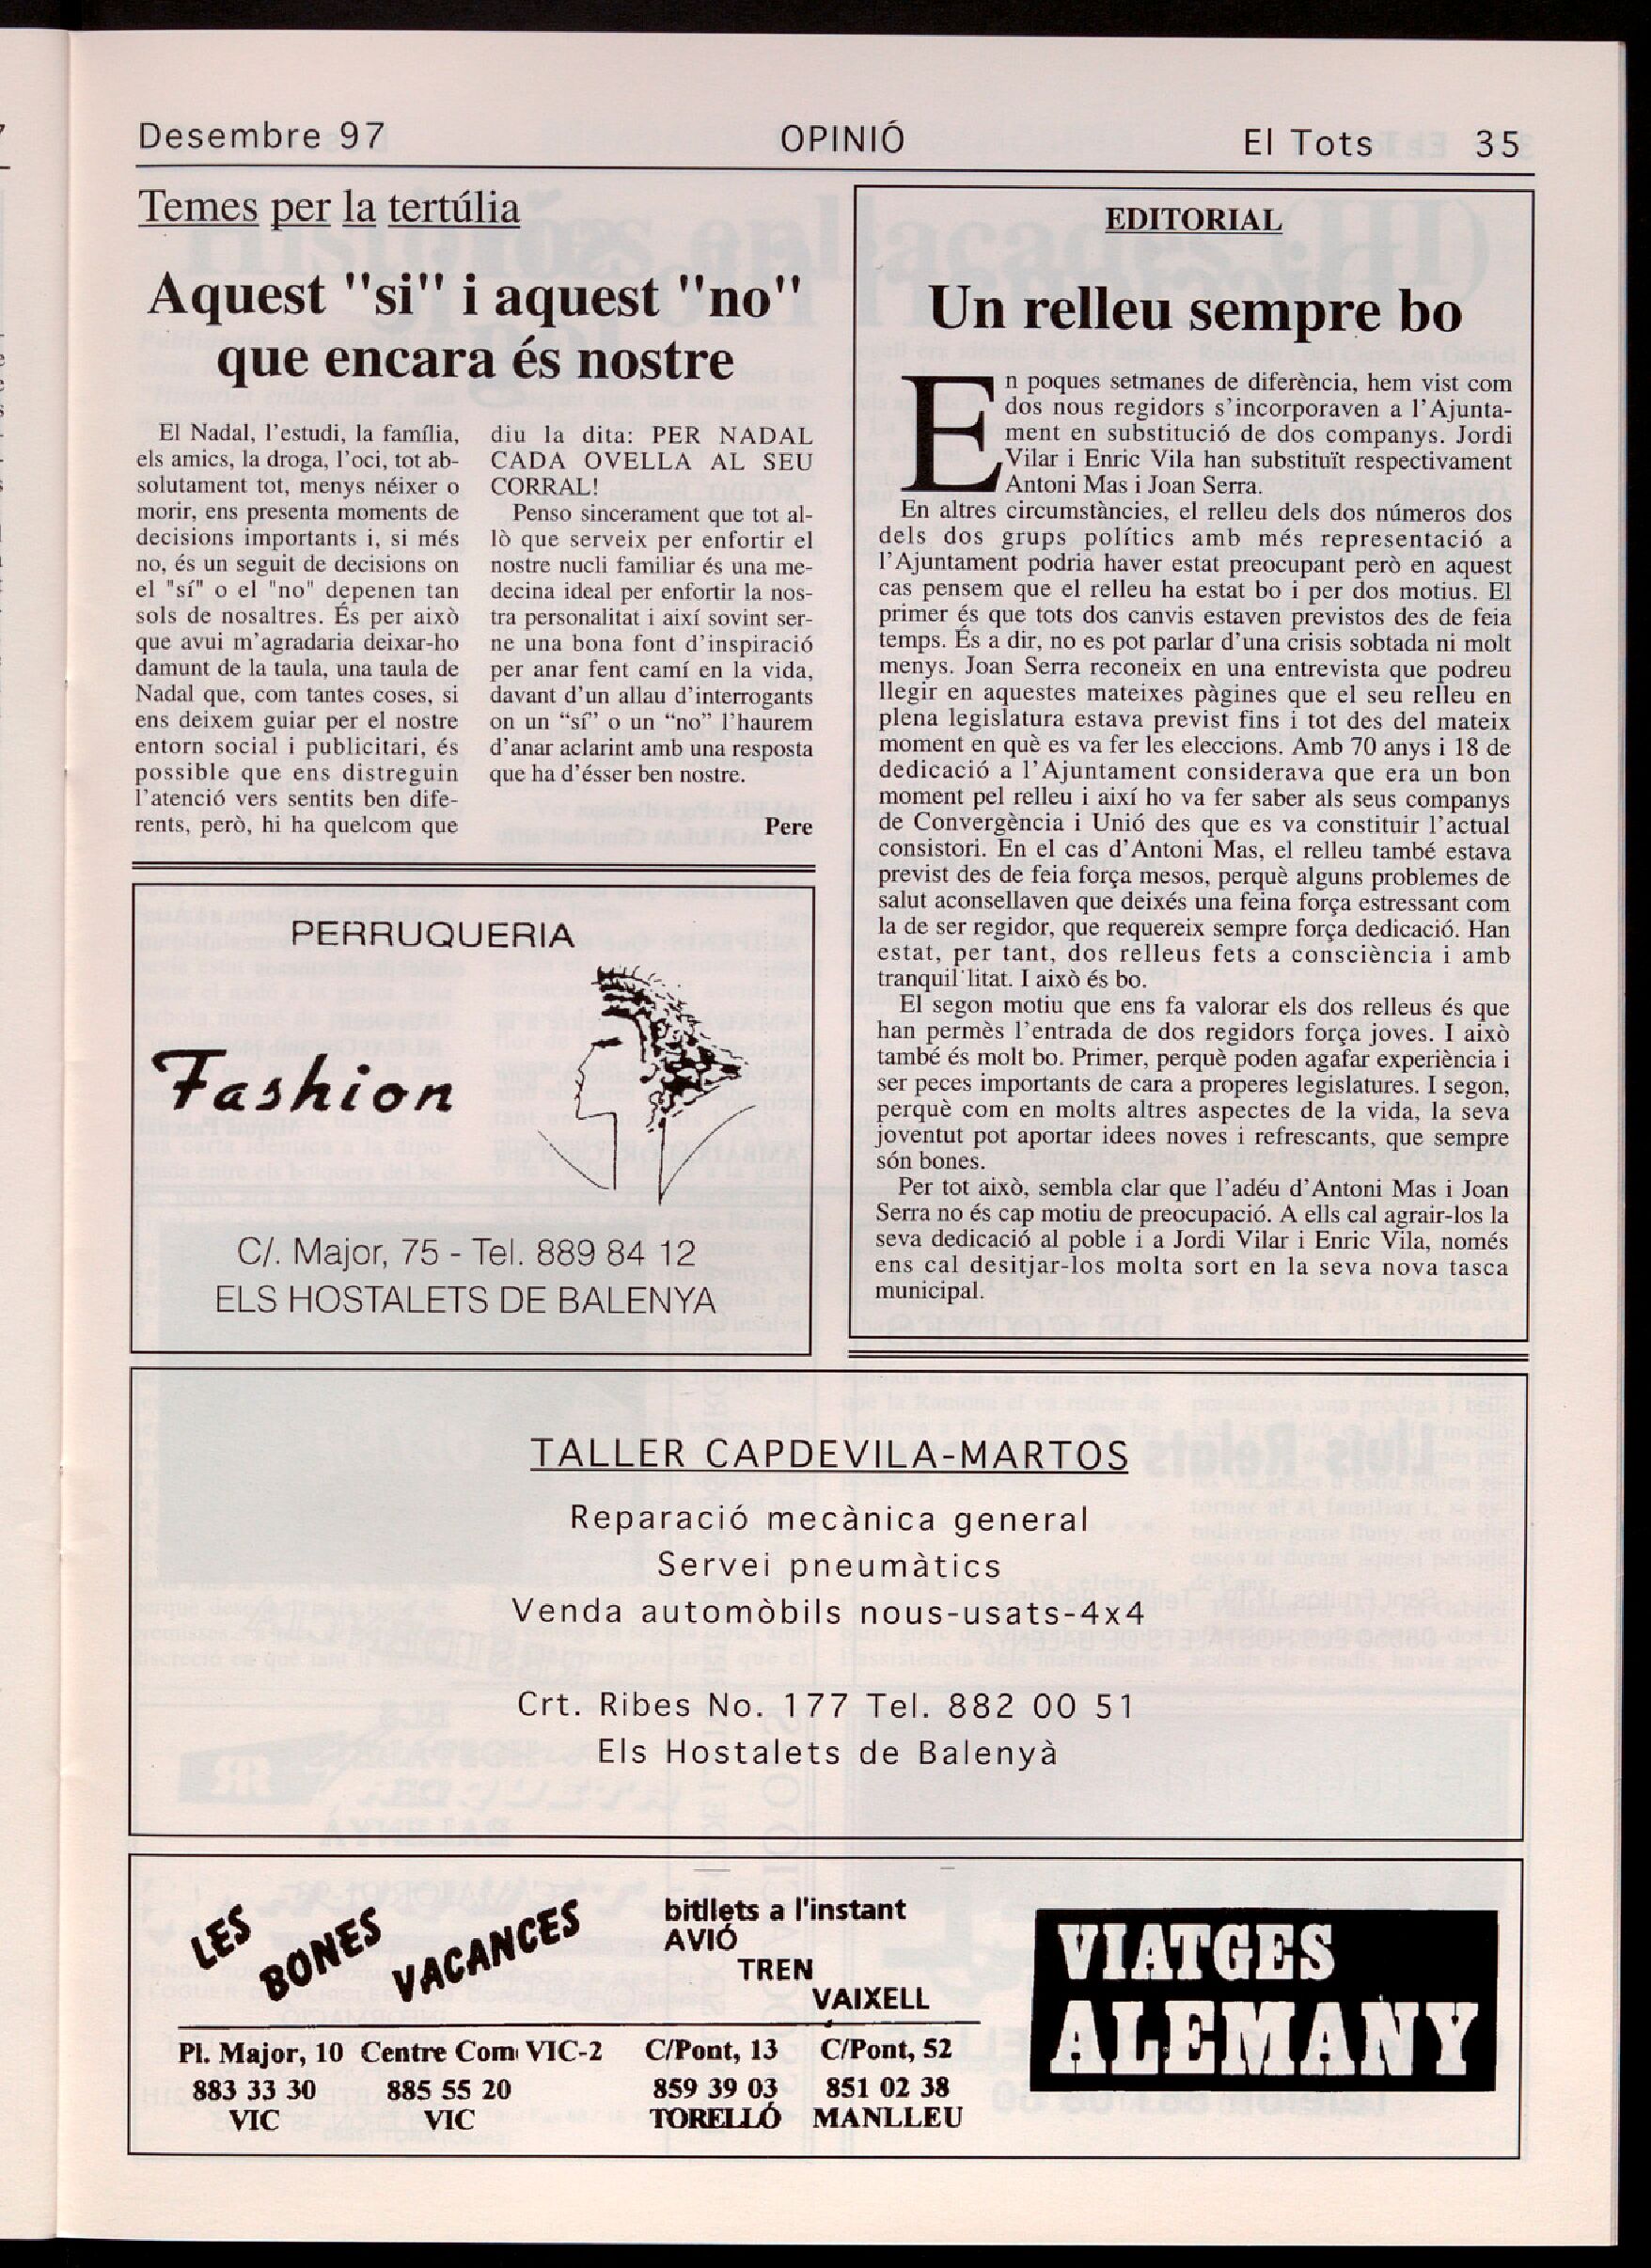 Desembre 97 OPINIÓ El Tots 35
Temes per la tertúlia
Aquest "si" i aquest "no"
que encara és nostre
El Nadal, l'estudi, la família,
els amics, la droga, l'oci, tot ab-
solutament tot, menys néixer o
morir, ens presenta moments de
decisions importants i, si més
no, és un seguit de decisions on
el "sí" o el "no" depenen tan
sols de nosaltres. És per això
que avui m'agradaria deixar-ho
damunt de la taula, una taula de
Nadal que, com tantes coses, si
ens deixem guiar per el nostre
entorn social i publicitari, és
possible que ens distreguin
l'atenció vers sentits ben dife-
rents, però, hi ha quelcom que
diu la dita: PER NADAL
CADA OVELLA AL SEU
CORRAL!
Penso sincerament que tot al-
lò que serveix per enfortir el
nostre nucli familiar és una me-
decina ideal per enfortir la nos-
tra personalitat i així sovint ser-
ne una bona font d'inspiració
per anar fent camí en la vida,
davant d'un allau d'interrogants
on un “sí” o un “no” l'haurem
d'anar aclarint amb una resposta
que ha d'ésser ben nostre.
Pere
EDITORIAL
Un relleu sempre bo
En poques setmanes de diferència, hem vist com
dos nous regidors s'incorporaven a l'Ajunta-
ment en substitució de dos companys. Jordi
Vilar i Enric Vila han substituït respectivament
Antoni Mas i Joan Serra.
En altres circumstàncies, el relleu dels dos números dos
dels dos grups polítics amb més representació a
l'Ajuntament podria haver estat preocupant però en aquest
cas pensem que el relleu ha estat bo i per dos motius. El
primer és que tots dos canvis estaven previstos des de feia
temps. És a dir, no es pot parlar d'una crisis sobtada ni molt
menys. Joan Serra reconeix en una entrevista que podreu
llegir en aquestes mateixes pàgines que el seu relleu en
plena legislatura estava previst fins i tot des del mateix
moment en què es va fer les eleccions. Amb 70 anys i 18 de
dedicació a l'Ajuntament considerava que era un bon
moment pel relleu i així ho va fer saber als seus companys
de Convergència i Unió des que es va constituir l'actual
consistori. En el cas d'Antoni Mas, el relleu també estava
previst des de feia força mesos, perquè alguns problemes de
salut aconsellaven que deixés una feina força estressant com
la de ser regidor, que requereix sempre força dedicació. Han
estat, per tant, dos relleus fets a consciència i amb
tranquil·litat. I això és bo.
El segon motiu que ens fa valorar els dos relleus és que
han permès l'entrada de dos regidors força joves. I això
també és molt bo. Primer, perquè poden agafar experiència i
ser peces importants de cara a properes legislatures. I segon,
perquè com en molts altres aspectes de la vida, la seva
joventut pot aportar idees noves i refrescants, que sempre
són bones.
Per tot això, sembla clar que l'adéu d'Antoni Mas i Joan
Serra no és cap motiu de preocupació. A ells cal agrair-los la
seva dedicació al poble i a Jordi Vilar i Enric Vila, només
ens cal desitjar-los molta sort en la seva nova tasca
municipal.
PERRUQUERIA
Fashion
C/. Major, 75 - Tel. 889 84 12
ELS HOSTALETS DE BALENYA
TALLER CAPDEVILA-MARTOS
Reparació mecànica general
Servei pneumàtics
Venda automòbils nous-usats-4x4
Crt. Ribes No. 177 Tel. 882 00 51
Els Hostalets de Balenyà
LES BONES VACANCES
bitllets a l'instant
AVIÓ
TREN
VAIXELL
VIATGES
ALEMANY
Pl. Major, 10 Centre Com VIC-2 C/Pont, 13 C/Pont, 52
883 33 30 885 55 20 859 39 03 851 02 38
VIC VIC TORELLÓ MANLLEU